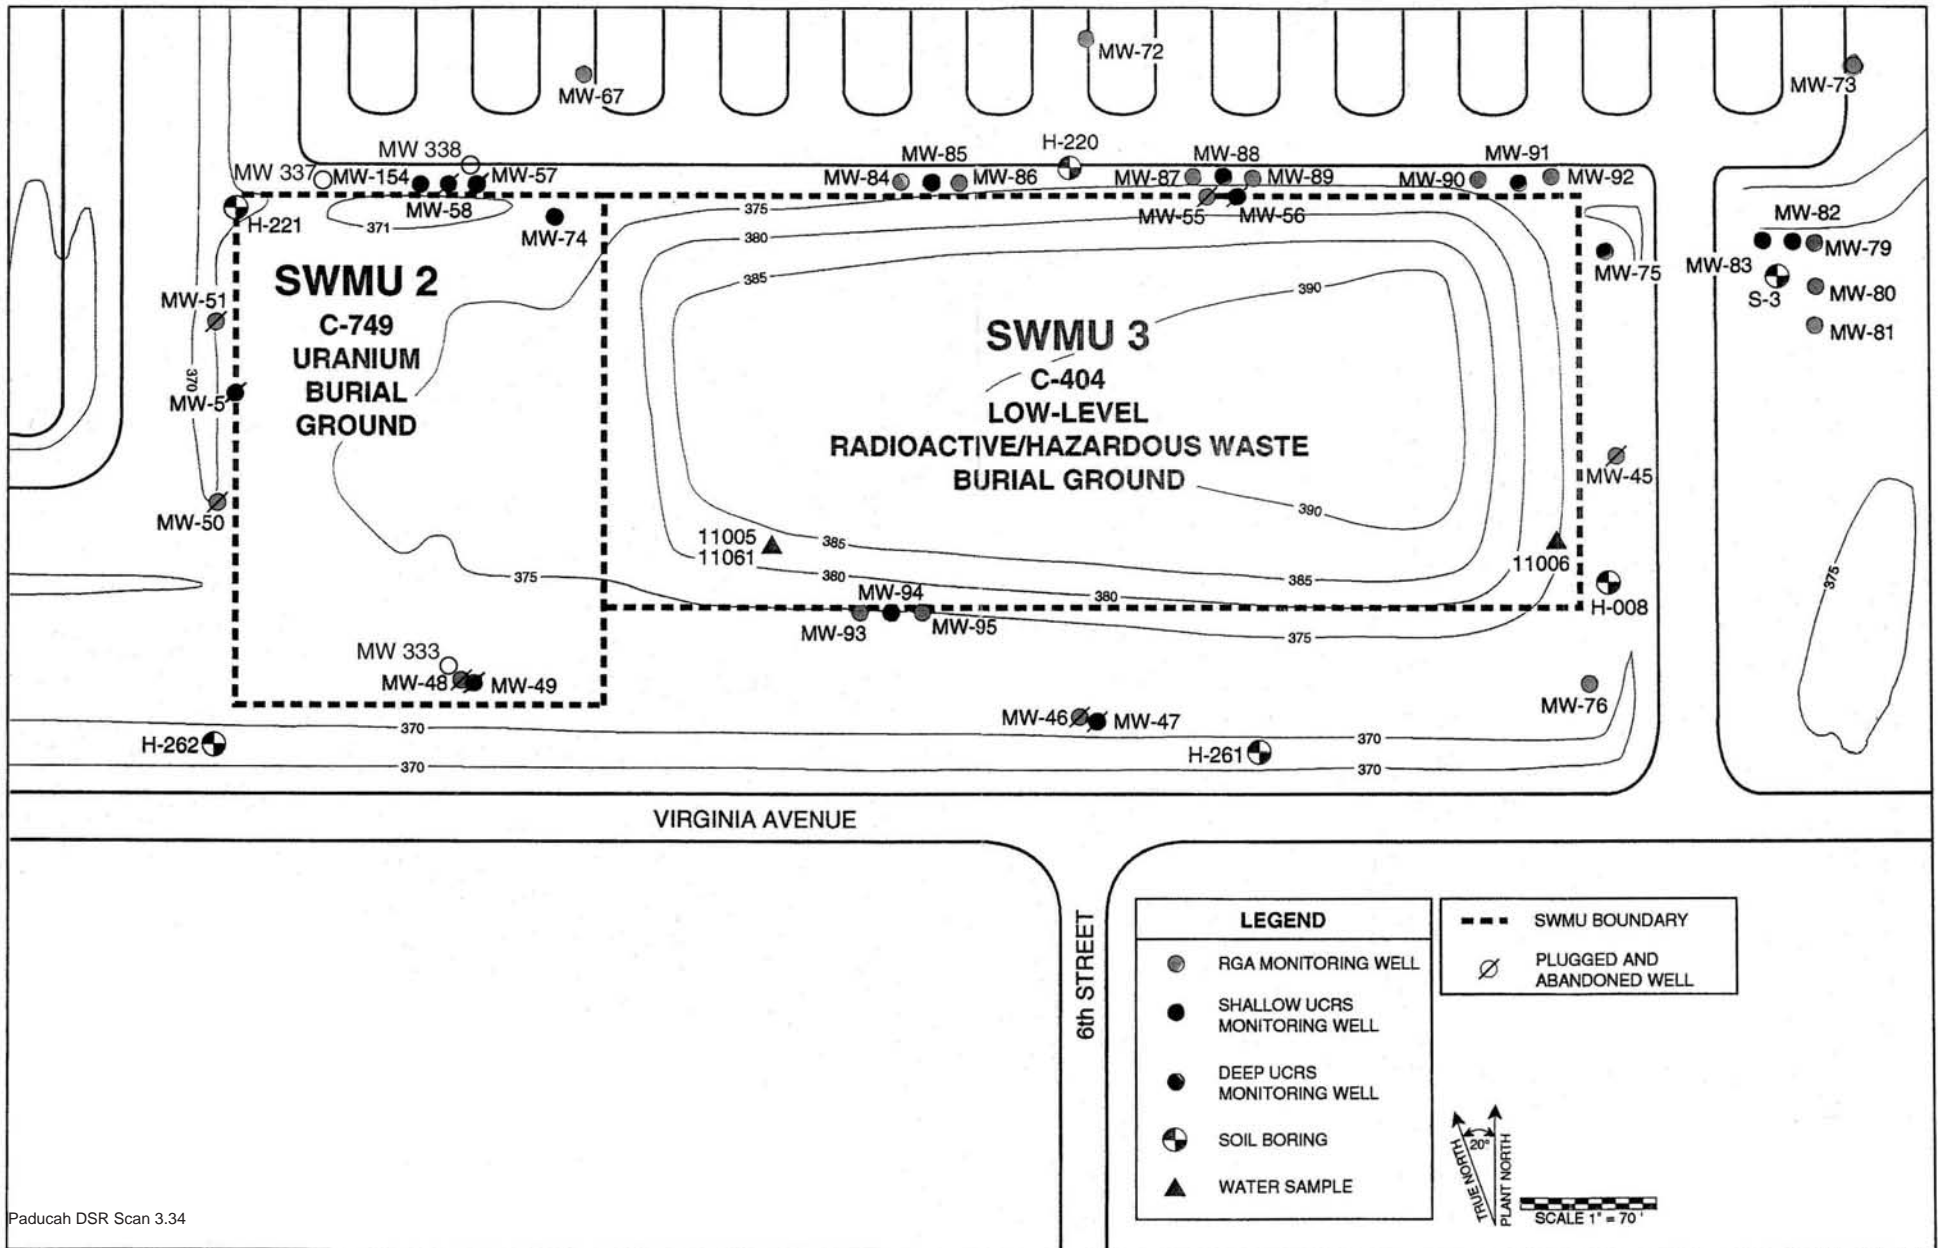 MW-72
MW-67
MW-73
MW 338
MW 337
MW-154
MW-57
MW-58
H-221
371
MW-74
MW-85
MW-84
MW-86
H-220
MW-88
MW-87
MW-89
MW-55
MW-56
MW-91
MW-90
MW-92
MW-82
MW-79
MW-83
S-3
MW-80
MW-81
MW-75
375
380
385
390
SWMU 2
C-749
URANIUM
BURIAL
GROUND
MW-51
370
MW-5
MW-50
SWMU 3
C-404
LOW-LEVEL
RADIOACTIVE/HAZARDOUS WASTE
BURIAL GROUND
390
MW-45
375
11005
11061
385
380
375
11006
385
380
375
H-008
MW-94
MW-93
MW-95
MW 333
MW-48
MW-49
MW-46
MW-47
MW-76
H-262
370
370
H-261
370
370
VIRGINIA AVENUE
6th STREET
LEGEND
RGA MONITORING WELL
SHALLOW UCRS
MONITORING WELL
DEEP UCRS
MONITORING WELL
SOIL BORING
WATER SAMPLE
SWMU BOUNDARY
PLUGGED AND
ABANDONED WELL
20°
TRUE NORTH
PLANT NORTH
SCALE 1" = 70 '
Paducah DSR Scan 3.34